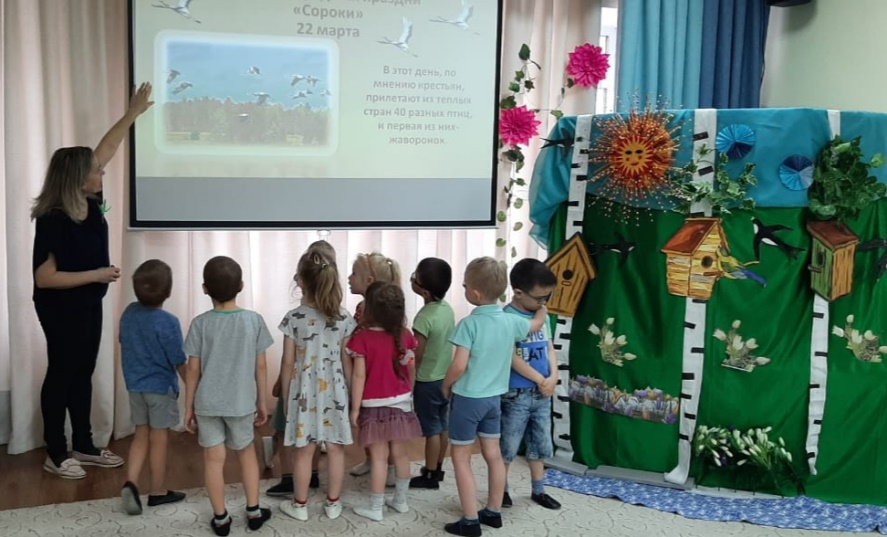 «Сороки»
22 марта
В этот день, по
мнению крестьян,
прилетают из теплых
стран 40 разных птиц,
и первая из них-
жаворонок.